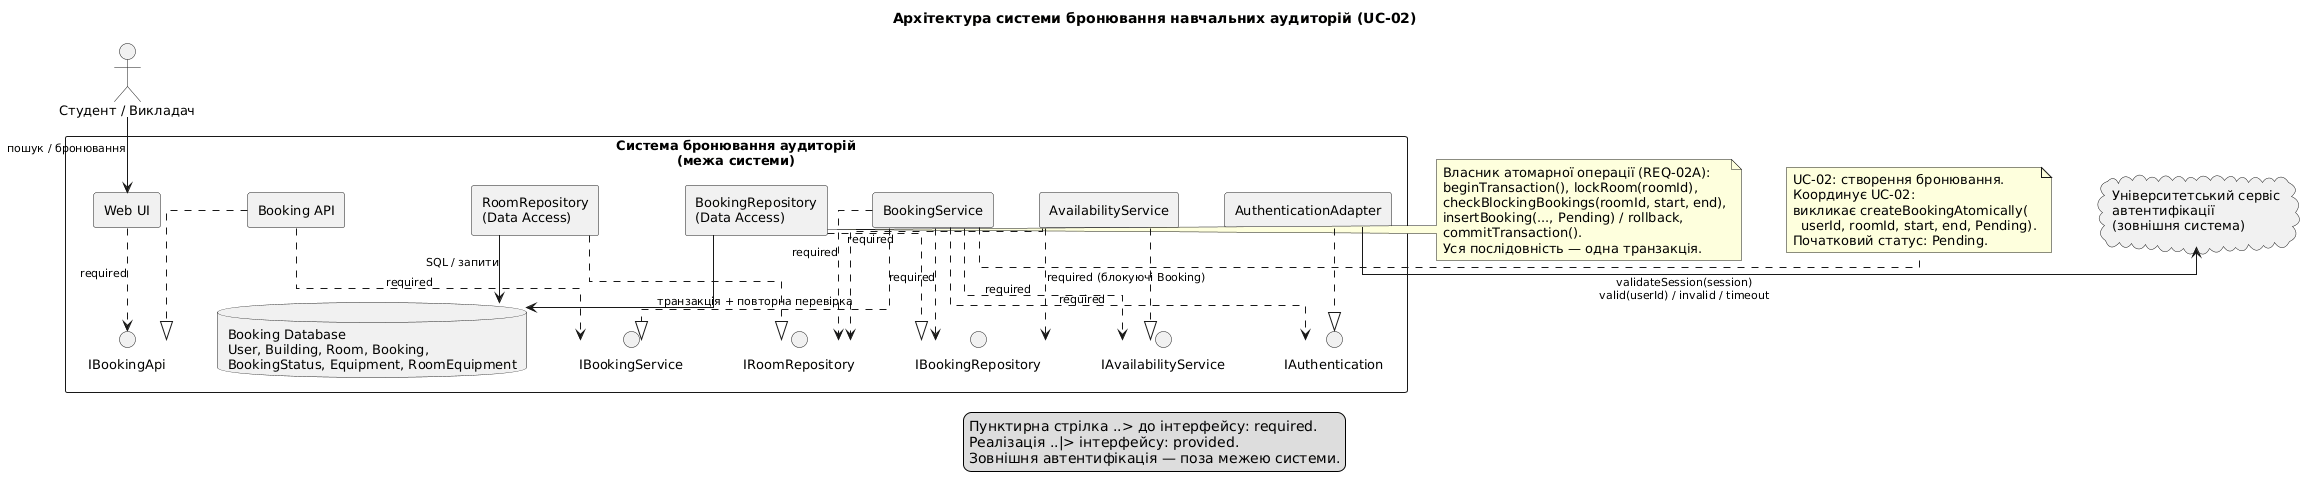 Архітектура системи бронювання навчальних аудиторій (UC-02)
Студент / Викладач
пошук / бронювання
Система бронювання аудиторій
(межа системи)
Web UI
Booking API
RoomRepository
(Data Access)
BookingRepository
(Data Access)
BookingService
AvailabilityService
AuthenticationAdapter
Власник атомарної операції (REQ-02A):
beginTransaction(), lockRoom(roomId),
checkBlockingBookings(roomId, start, end),
insertBooking(..., Pending) / rollback,
commitTransaction().
Уся послідовність — одна транзакція.
UC-02: створення бронювання.
Координує UC-02:
викликає createBookingAtomically(
userId, roomId, start, end, Pending).
Початковий статус: Pending.
Університетський сервіс
автентифікації
(зовнішня система)
required
required
SQL / запити
required
required
required
required (блокуючі Booking)
required
required
транзакція + повторна перевірка
validateSession(session)
valid(userId) / invalid / timeout
Booking Database
User, Building, Room, Booking,
BookingStatus, Equipment, RoomEquipment
IBookingApi
IBookingService
IRoomRepository
IBookingRepository
IAvailabilityService
IAuthentication
Пунктирна стрілка ..> до інтерфейсу: required.
Реалізація ..|> інтерфейсу: provided.
Зовнішня автентифікація — поза межею системи.